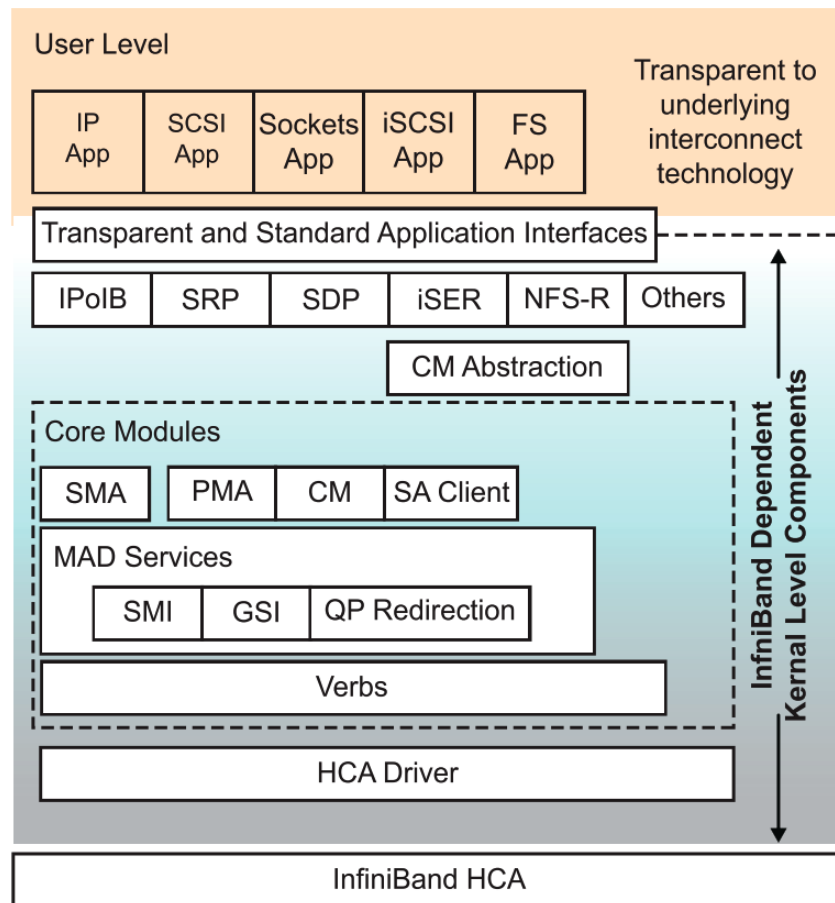 User Level
Transparent to
underlying
interconnect
technology
IP
App
SCSI
App
Sockets
App
iSCSI
App
FS
App
Transparent and Standard Application Interfaces
IPoIB
SRP
SDP
iSER
NFS-R
Others
CM Abstraction
Core Modules
SMA
PMA
CM
SA Client
MAD Services
SMI
GSI
QP Redirection
Verbs
HCA Driver
InfniBand Dependent
Kernal Level Components
InfiniBand HCA